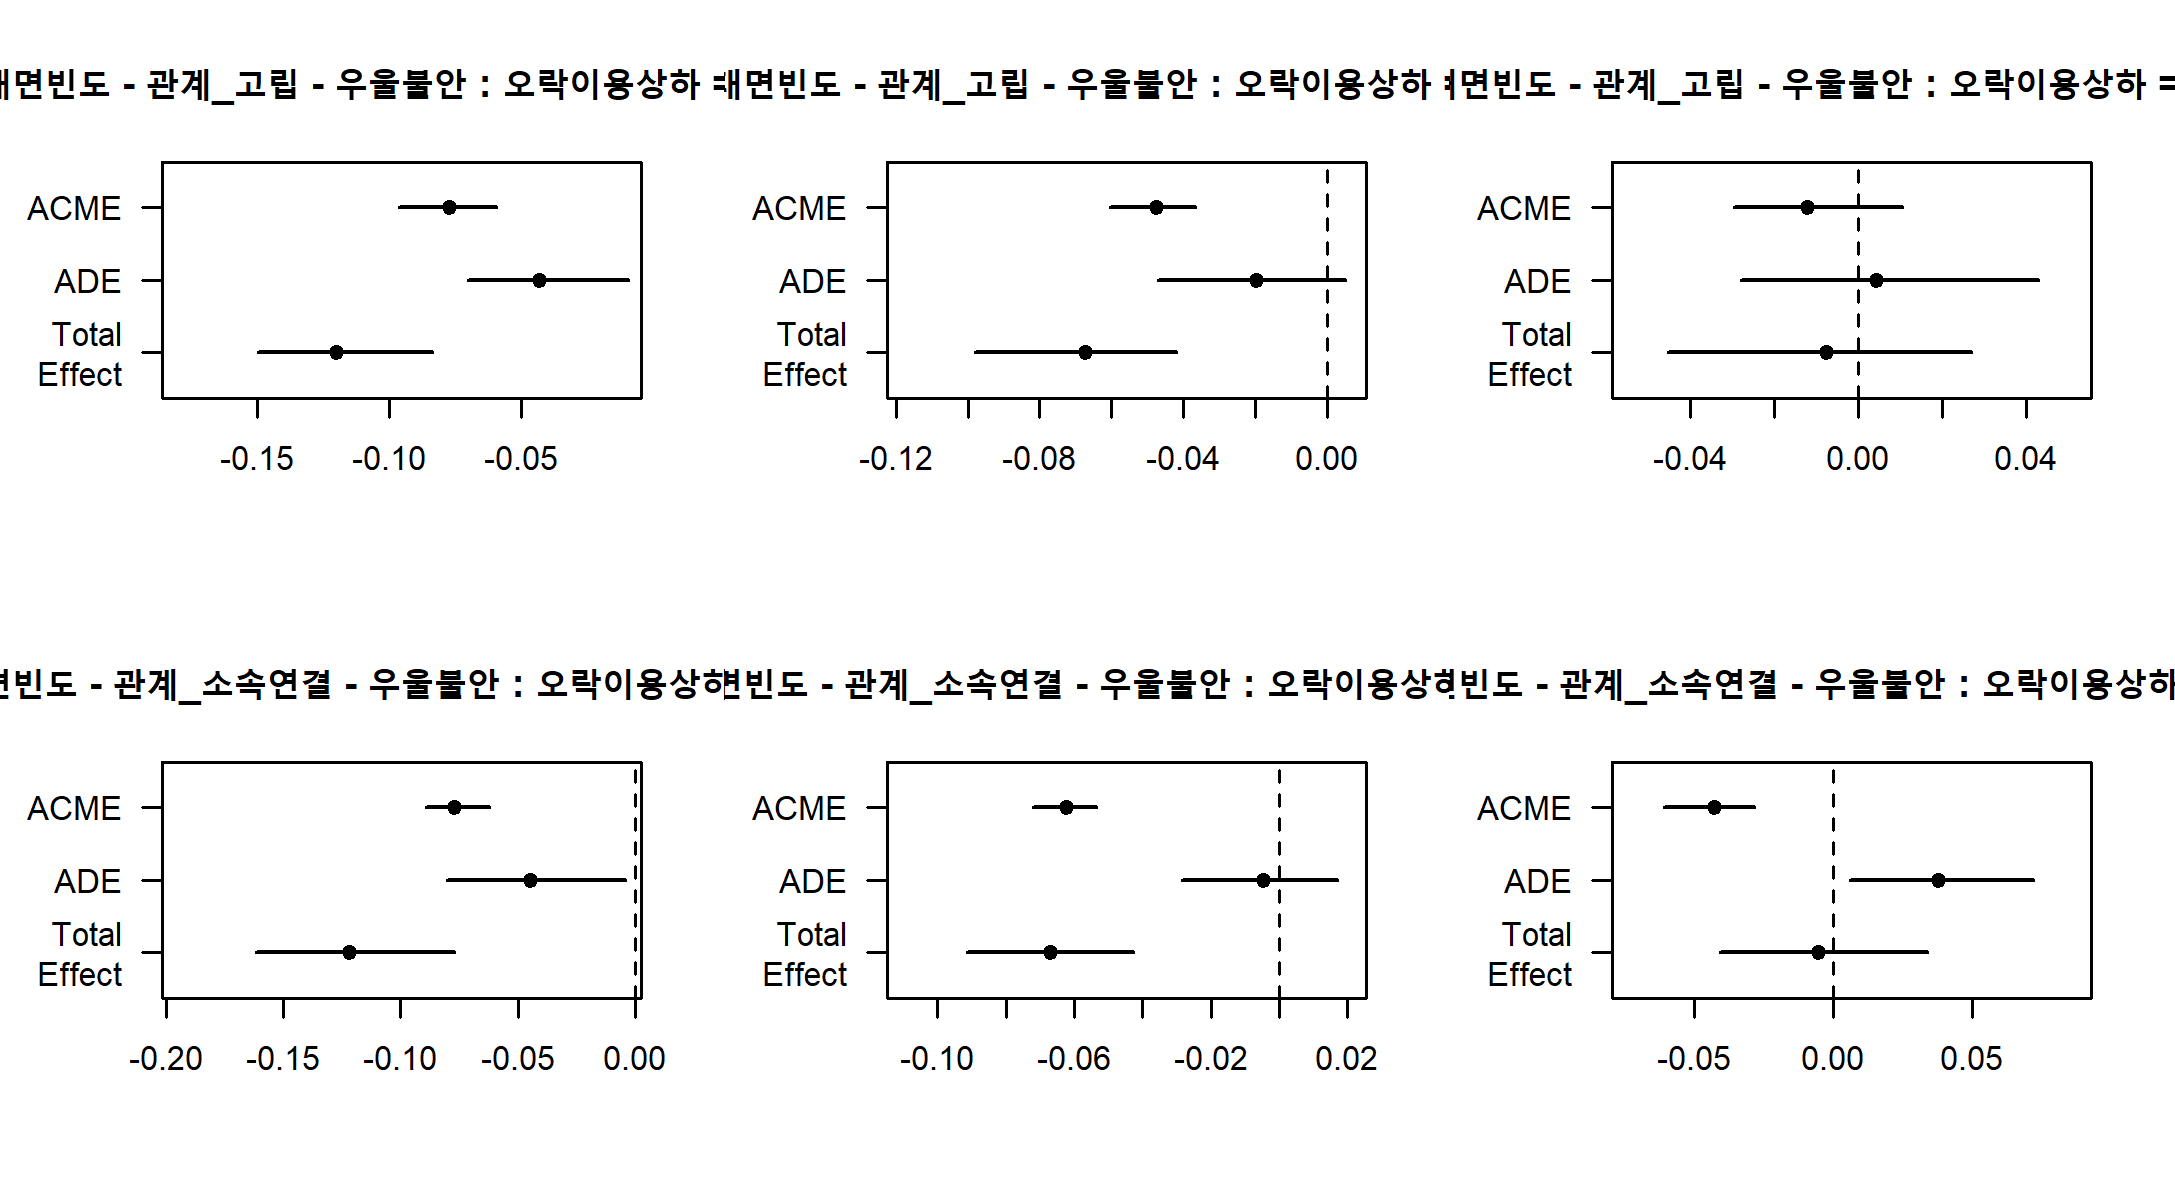 면빈도 - 관계_고립 - 우울불안 : 오락이용상하 =
면빈도 - 관계_고립 - 우울불안 : 오락이용상하
면빈도 - 관계_고립 - 우울불안 : 오락이용상하 =
ACME
ADE
Total
Effect
-0.15 -0.10 -0.05
ACME
ADE
Total
Effect
-0.12 -0.08 -0.04 0.00
ACME
ADE
Total
Effect
-0.04 0.00 0.04
빈도 - 관계_소속연결 - 우울불안 : 오락이용상하
빈도 - 관계_소속연결 - 우울불안 : 오락이용상
빈도 - 관계_소속연결 - 우울불안 : 오락이용상하
ACME
ADE
Total
Effect
-0.20 -0.15 -0.10 -0.05 0.00
ACME
ADE
Total
Effect
-0.10 -0.06 -0.02 0.02
ACME
ADE
Total
Effect
-0.05 0.00 0.05